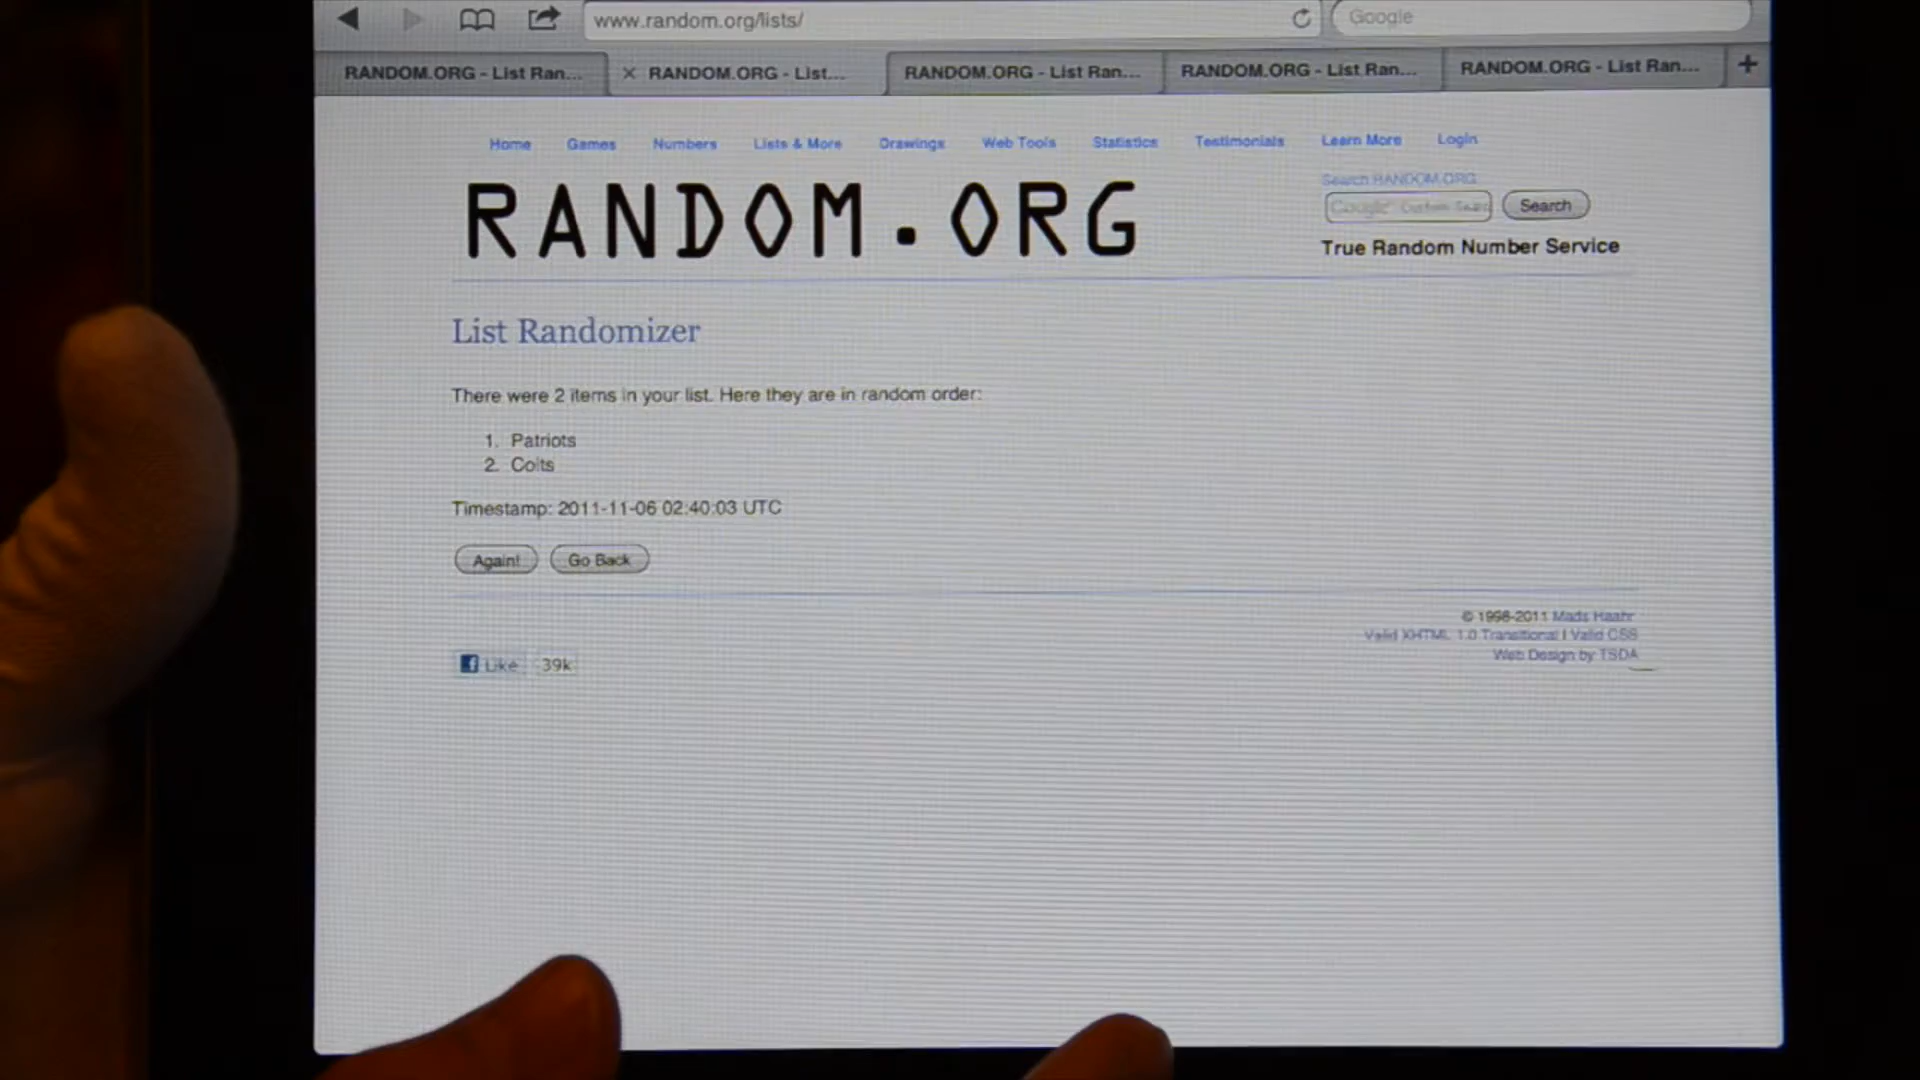 www.random.org/lists/
Google
RANDOM.ORG - List Ran...
RANDOM.ORG - List...
RANDOM.ORG - List Ran...
RANDOM.ORG - List Ran...
RANDOM.ORG - List Ran...
Home Games Numbers Lists & More Drawings Web Tools Statistics Testimonials Learn More Login
RANDOM.ORG
Search RANDOM.ORG
Google Custom Sear
Search
True Random Number Service
List Randomizer
There were 2 items in your list. Here they are in random order:
1. Patriots
2. Colts
Timestamp: 2011-11-06 02:40:03 UTC
Again! Go Back
© 1998-2011 Mads Haahr
Valid XHTML 1.0 Transitional | Valid CSS
Web Design by TSDA
Like 39k